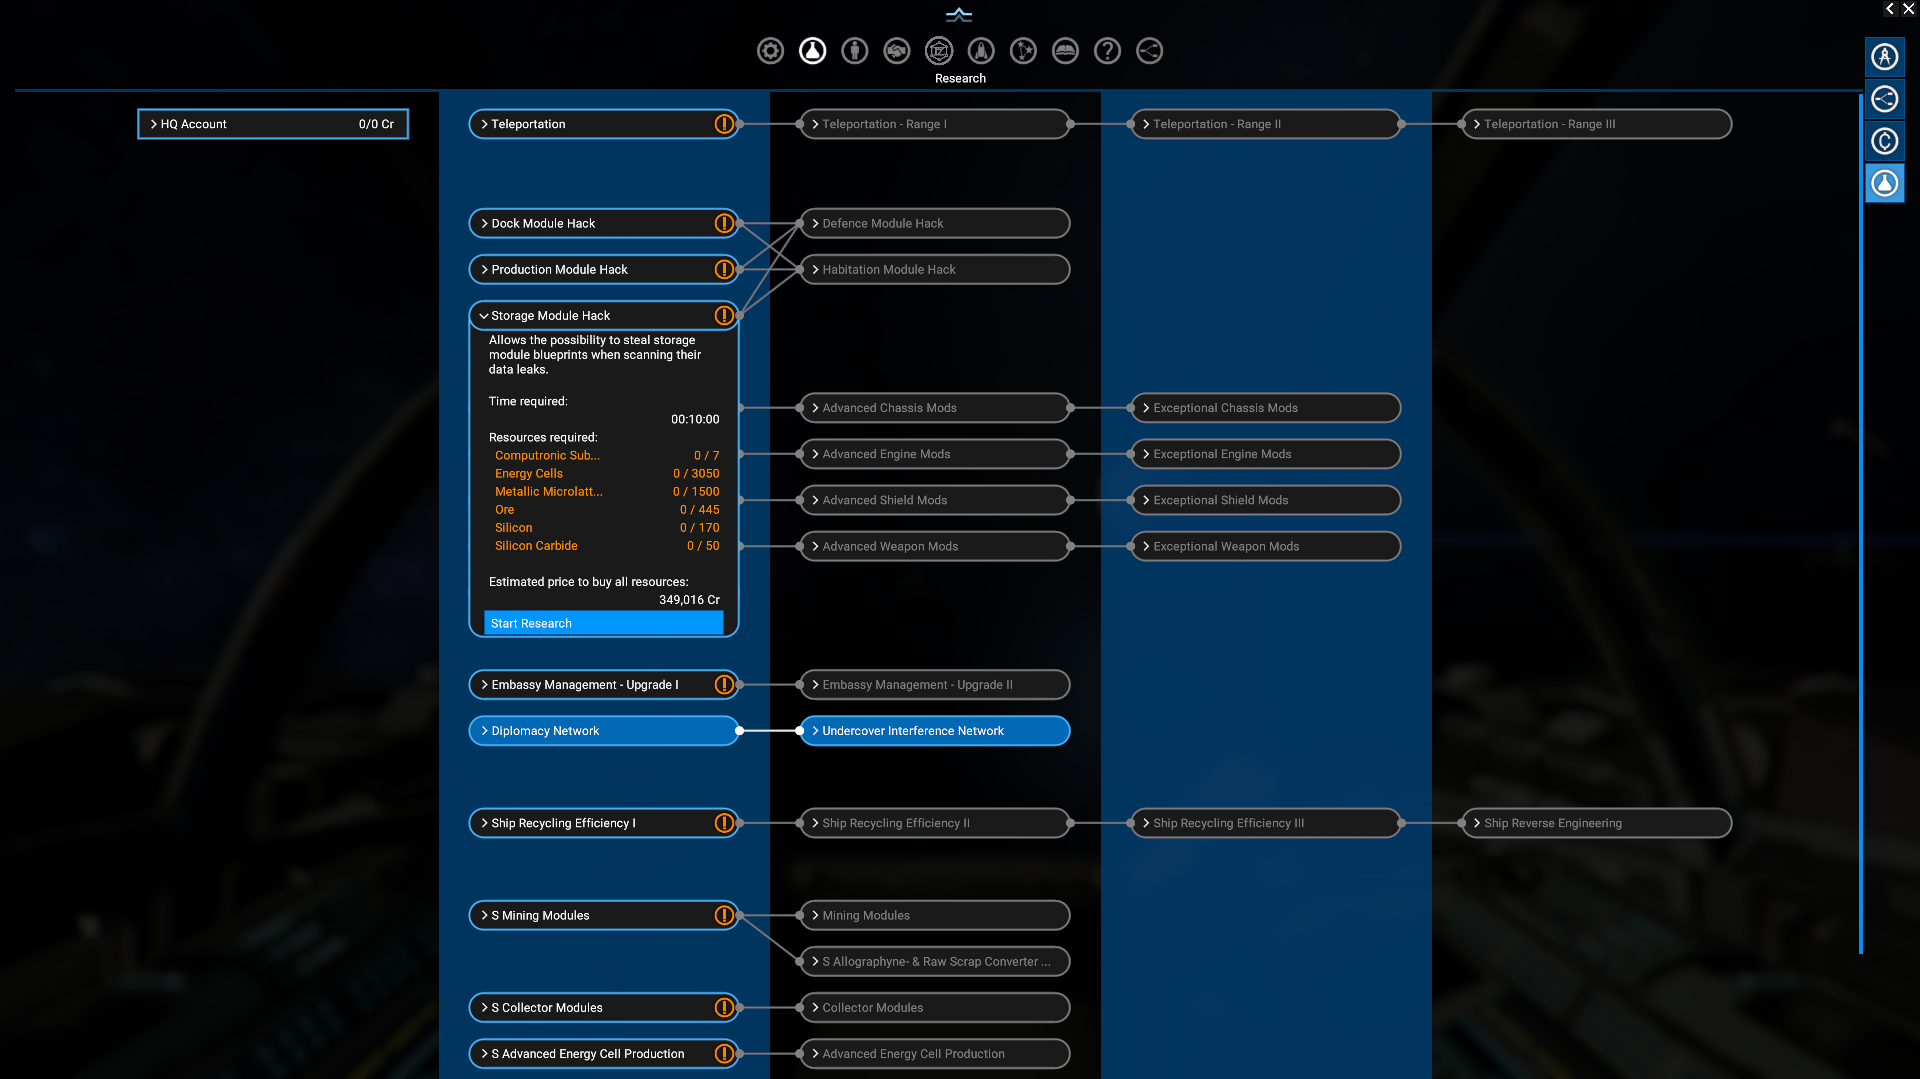 Research
HQ Account 0/0 Cr
Teleportation
Teleportation - Range I
Teleportation - Range II
Teleportation - Range III
Dock Module Hack
Defence Module Hack
Production Module Hack
Habitation Module Hack
Storage Module Hack
Allows the possibility to steal storage
module blueprints when scanning their
data leaks.
Time required:
00:10:00
Resources required:
Computronic Sub... 0 / 7
Energy Cells 0 / 3050
Metallic Microlatt... 0 / 1500
Ore 0 / 445
Silicon 0 / 170
Silicon Carbide 0 / 50
Estimated price to buy all resources:
349,016 Cr
Start Research
Advanced Chassis Mods
Exceptional Chassis Mods
Advanced Engine Mods
Exceptional Engine Mods
Advanced Shield Mods
Exceptional Shield Mods
Advanced Weapon Mods
Exceptional Weapon Mods
Embassy Management - Upgrade I
Embassy Management - Upgrade II
Diplomacy Network
Undercover Interference Network
Ship Recycling Efficiency I
Ship Recycling Efficiency II
Ship Recycling Efficiency III
Ship Reverse Engineering
S Mining Modules
Mining Modules
S Allographyne- & Raw Scrap Converter ...
S Collector Modules
Collector Modules
S Advanced Energy Cell Production
Advanced Energy Cell Production